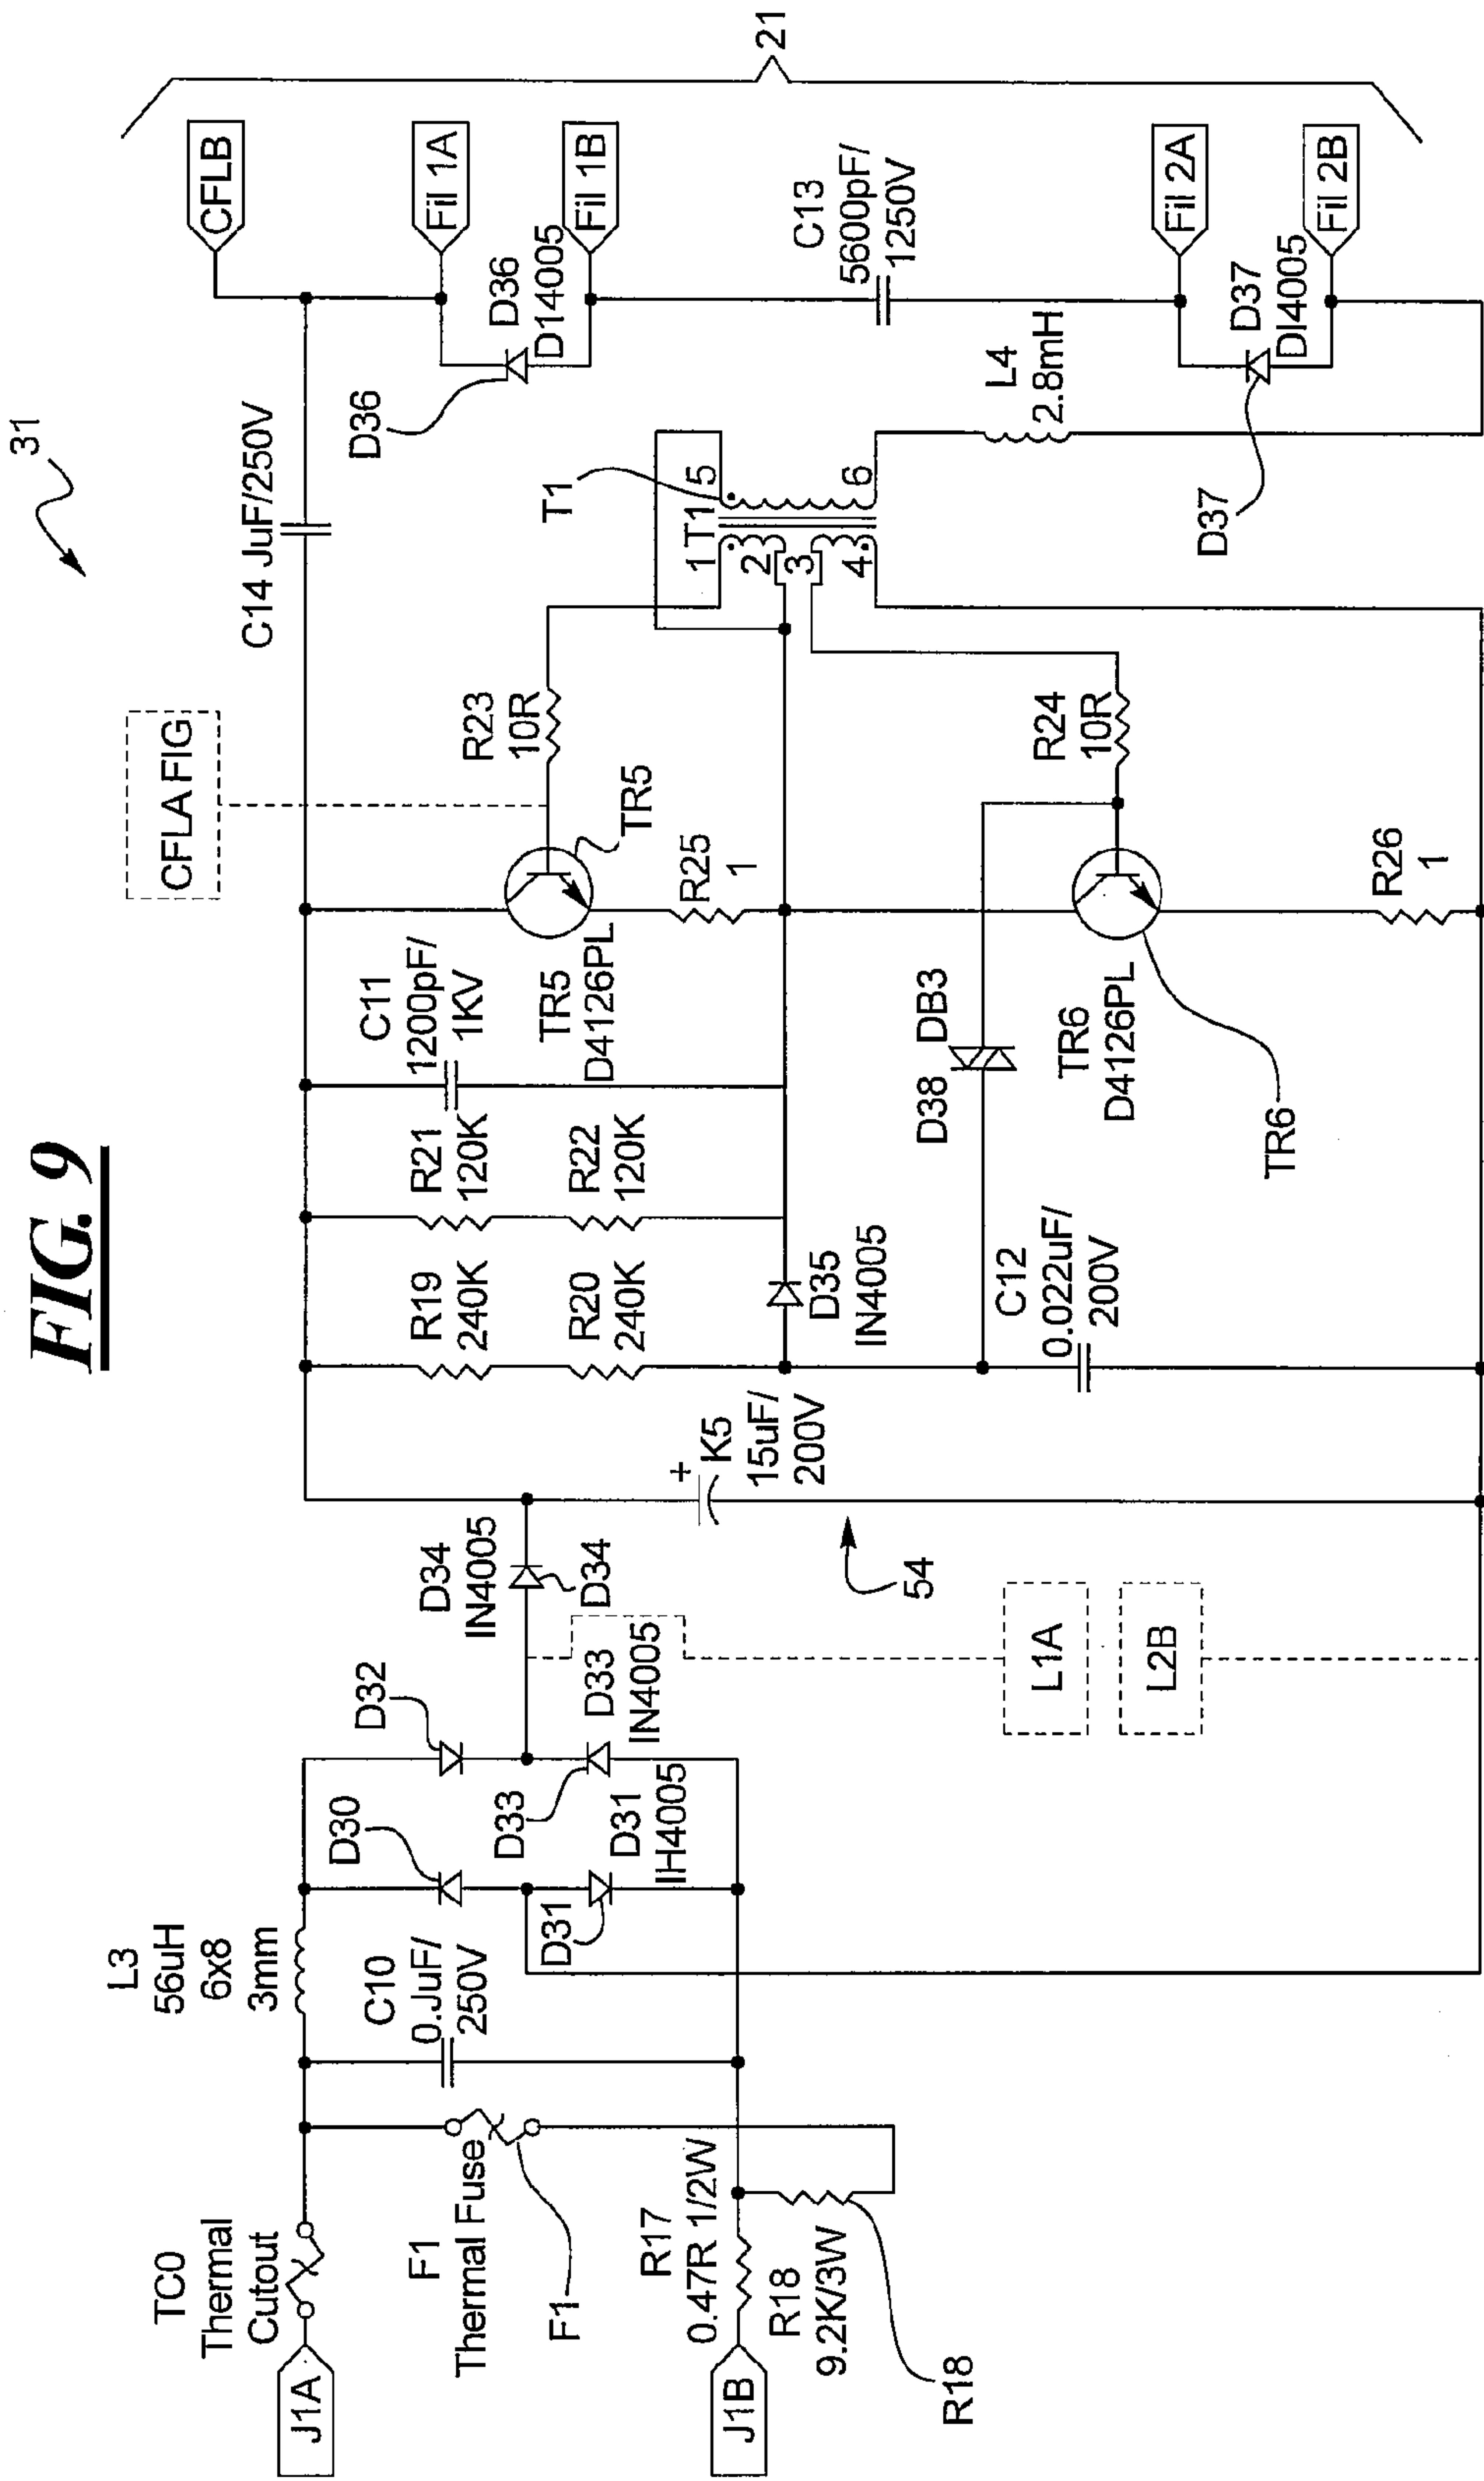 FIG. 9
31
21
J1A
TC0
Thermal
Cutout
F1
Thermal Fuse
F1
J1B
R17
0.47R 1/2W
R18
9.2K/3W
R18
L3
56uH
6x8
3mm
C10
0.JuF/
250V
D30
D31
D31
IH4005
D32
D33
D33
IN4005
D34
IN4005
D34
L1A
L2B
54
K5
+
15uF/
200V
R19
240K
R20
240K
R21
120K
R22
120K
D35
IN4005
C12
0.022uF/
200V
C11
1200pF/
1KV
TR5
D4126PL
TR5
D38 DB3
TR6
D4126PL
TR6
R25
1
R26
1
CFLA FIG
R23
10R
R24
10R
C14 JuF/250V
T1
T1
1
2
3
4
5
6
L4
2.8mH
D36
D36
D14005
C13
5600pF/
1250V
D37
D37
DI4005
CFLB
Fil 1A
Fil 1B
Fil 2A
Fil 2B